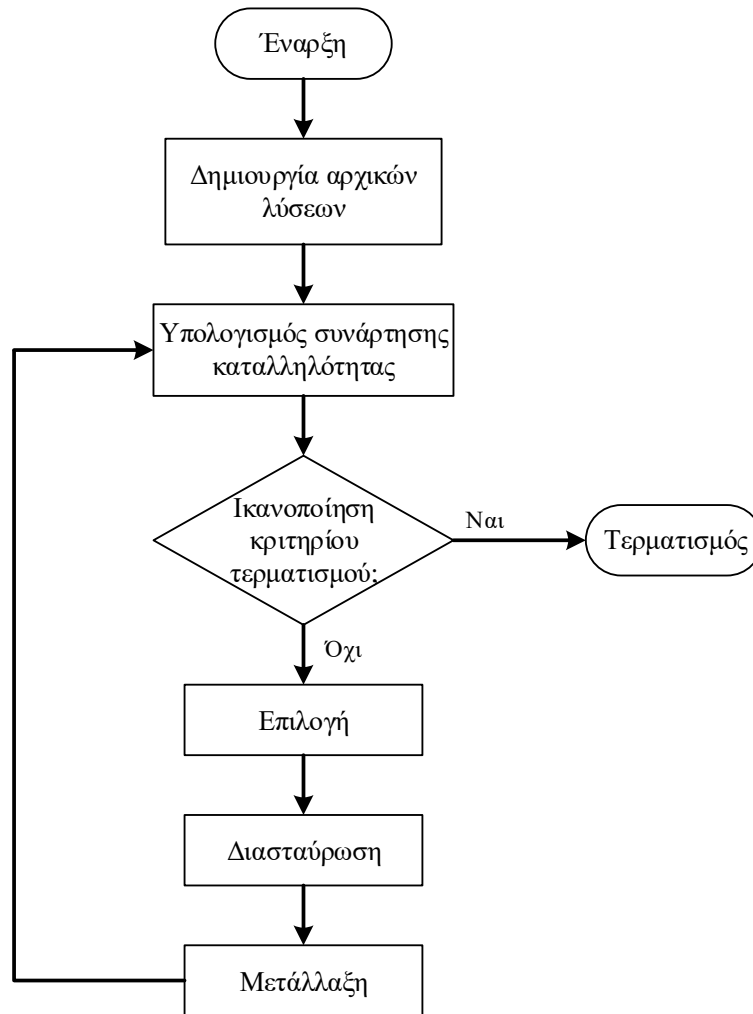 Έναρξη
Δημιουργία αρχικών
λύσεων
Υπολογισμός συνάρτησης
καταλληλότητας
Ικανοποίηση
κριτηρίου
τερματισμού;
Ναι
Τερματισμός
Όχι
Επιλογή
Διασταύρωση
Μετάλλαξη